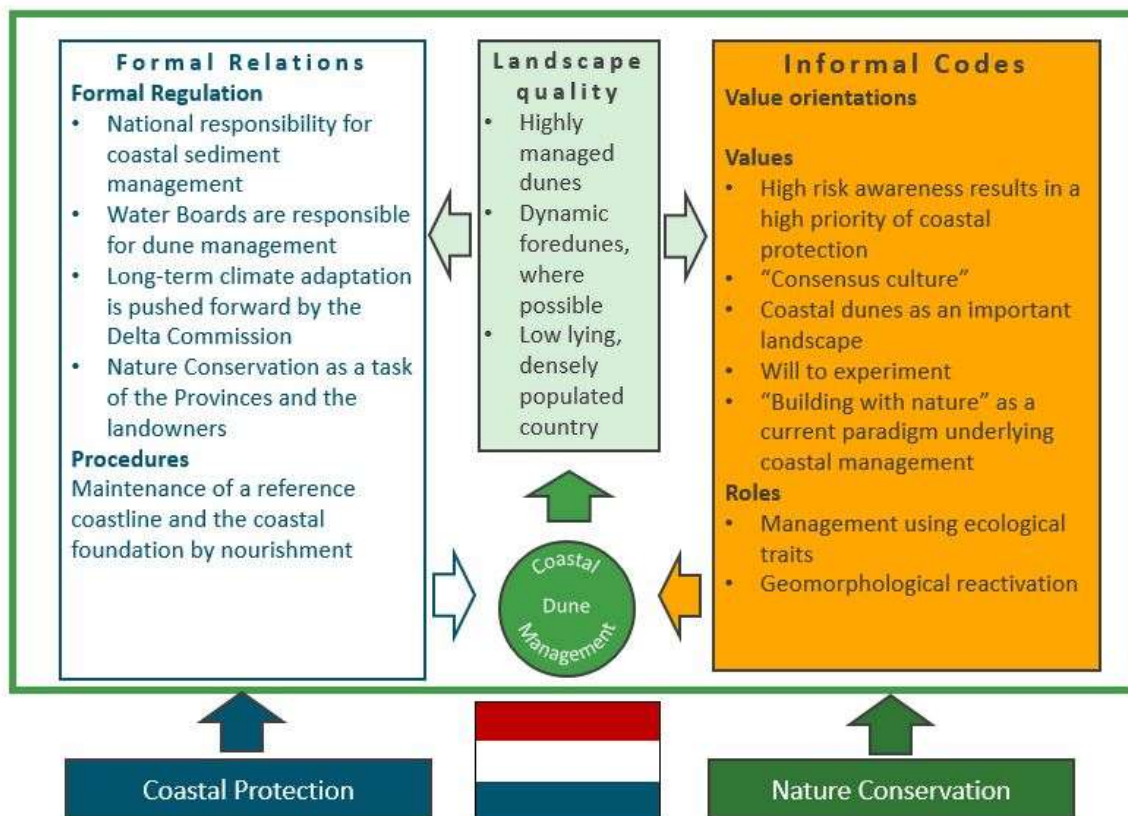 Formal Relations
Formal Regulation
• National responsibility for
coastal sediment
management
• Water Boards are responsible
for dune management
• Long-term climate adaptation
is pushed forward by the
Delta Commission
• Nature Conservation as a task
of the Provinces and the
landowners
Procedures
Maintenance of a reference
coastline and the coastal
foundation by nourishment
Landscape
quality
• Highly
managed
dunes
• Dynamic
foredunes,
where
possible
• Low lying,
densely
populated
country
Coastal
Dune
Management
Informal Codes
Value orientations
Values
• High risk awareness results in a
high priority of coastal
protection
• “Consensus culture”
• Coastal dunes as an important
landscape
• Will to experiment
• “Building with nature” as a
current paradigm underlying
coastal management
Roles
• Management using ecological
traits
• Geomorphological reactivation
Coastal Protection
Nature Conservation